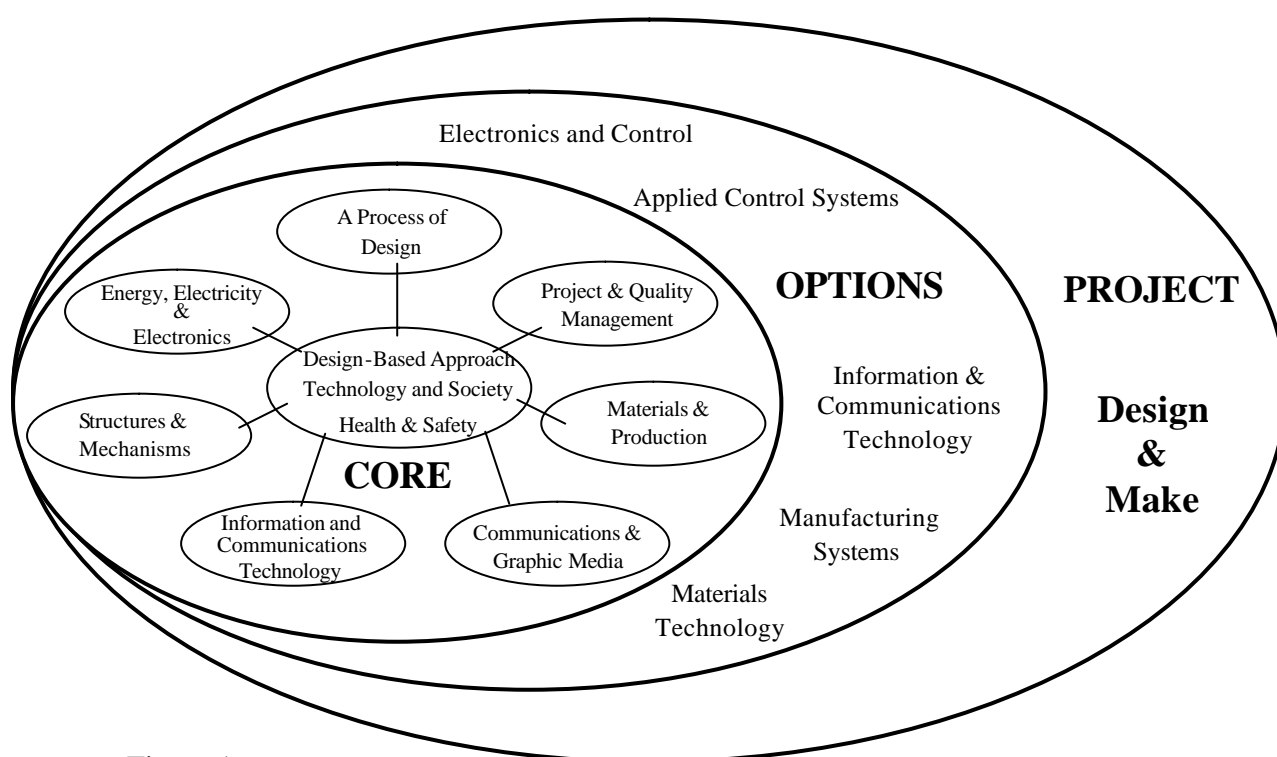 Electronics and Control
Applied Control Systems
OPTIONS
PROJECT
A Process of
Design
Energy, Electricity
&
Electronics
Project & Quality
Management
Design-Based Approach
Technology and Society
Health & Safety
Structures &
Mechanisms
Materials &
Production
CORE
Information and
Communications
Technology
Communications &
Graphic Media
Information &
Communications
Technology
Design
&
Make
Manufacturing
Systems
Materials
Technology